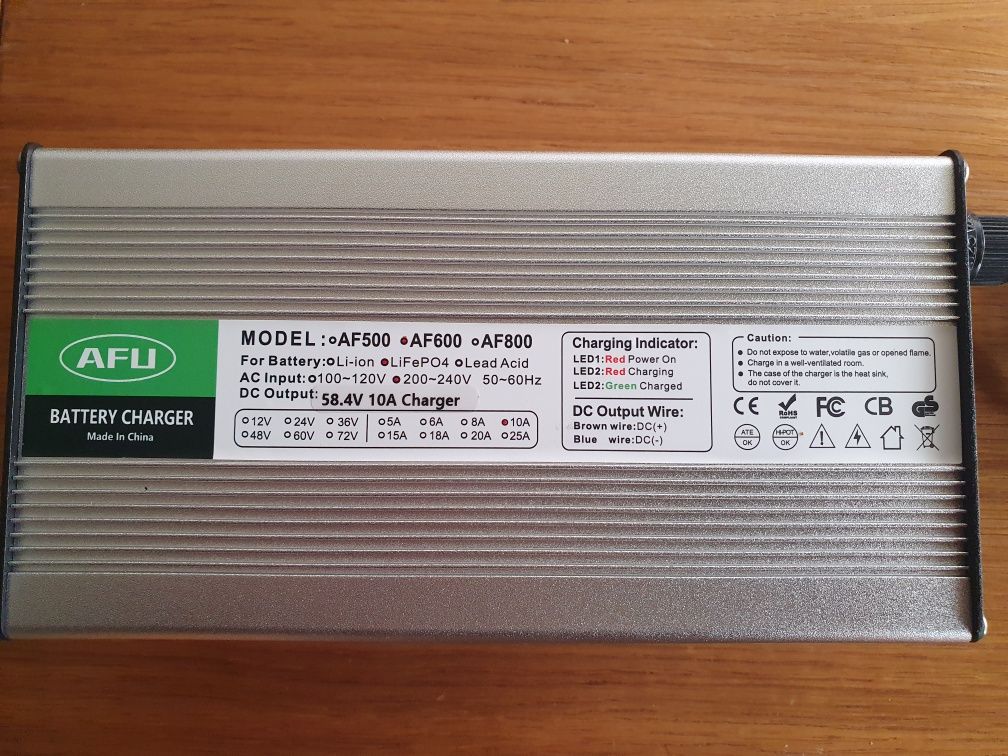 AFU
BATTERY CHARGER
Made In China
MODEL: AF500 AF600 AF800
For Battery: Li-ion LiFePO4 Lead Acid
AC Input: 100~120V 200~240V 50~60Hz
DC Output: 58.4V 10A Charger
12V 24V 36V 5A 6A 8A 10A
48V 60V 72V 15A 18A 20A 25A
Charging Indicator:
LED1:Red Power On
LED2:Red Charging
LED2:Green Charged
DC Output Wire:
Brown wire:DC(+)
Blue wire:DC(-)
Caution:
Do not expose to water,volatile gas or opened flame.
Charge in a well-ventilated room.
The case of the charger is the heat sink,
do not cover it.
CE RoHS COMPLIANT FC CB GS
ATE OK HI-POT OK